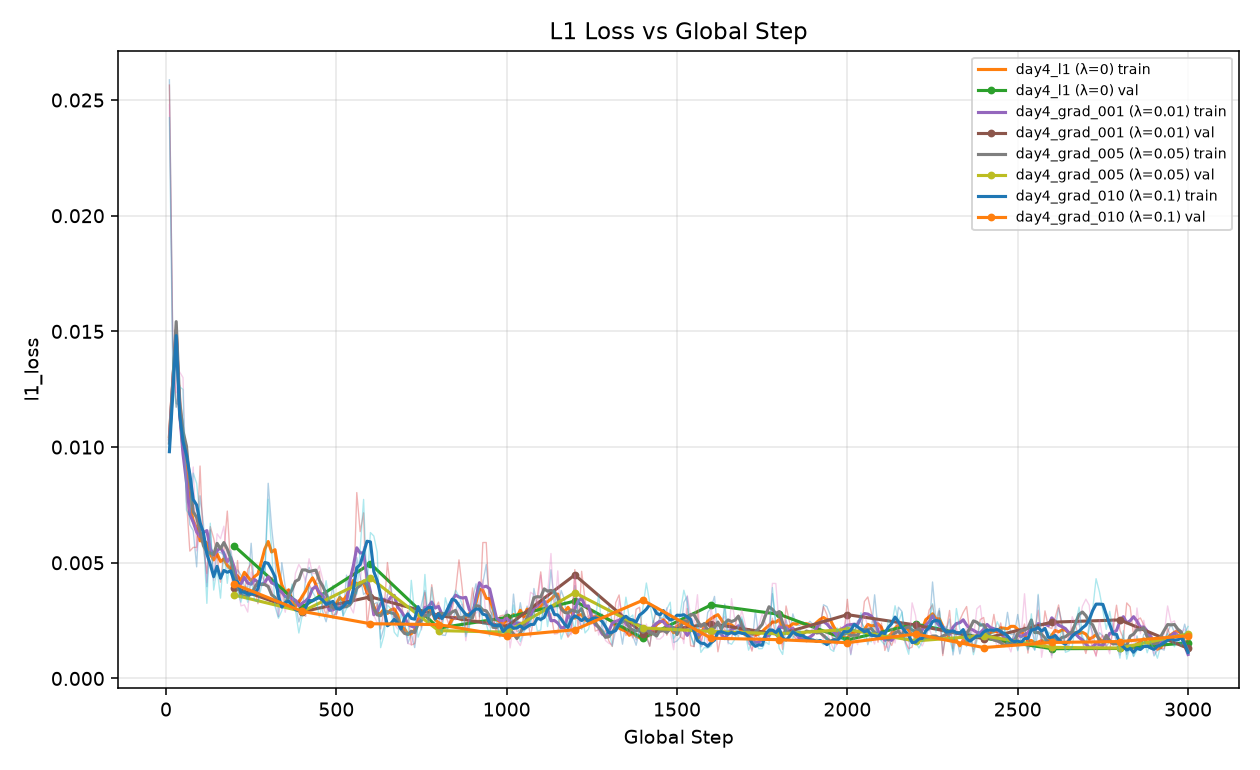 L1 Loss vs Global Step
day4_l1 (λ=0) train
day4_l1 (λ=0) val
day4_grad_001 (λ=0.01) train
day4_grad_001 (λ=0.01) val
day4_grad_005 (λ=0.05) train
day4_grad_005 (λ=0.05) val
day4_grad_010 (λ=0.1) train
day4_grad_010 (λ=0.1) val
0.025
0.020
0.015
0.010
0.005
0.000
l1_loss
0 500 1000 1500 2000 2500 3000
Global Step